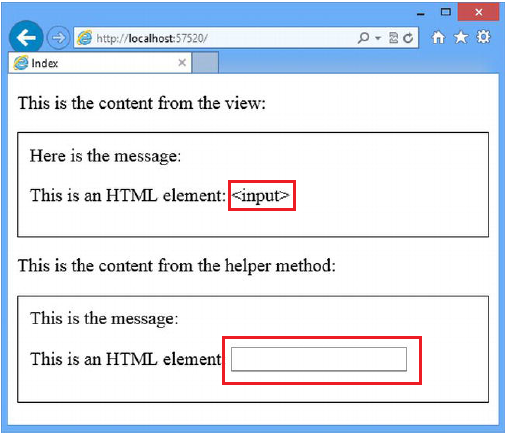 http://localhost:57520/
Index
This is the content from the view:
Here is the message:
This is an HTML element: <input>
This is the content from the helper method:
This is the message:
This is an HTML element